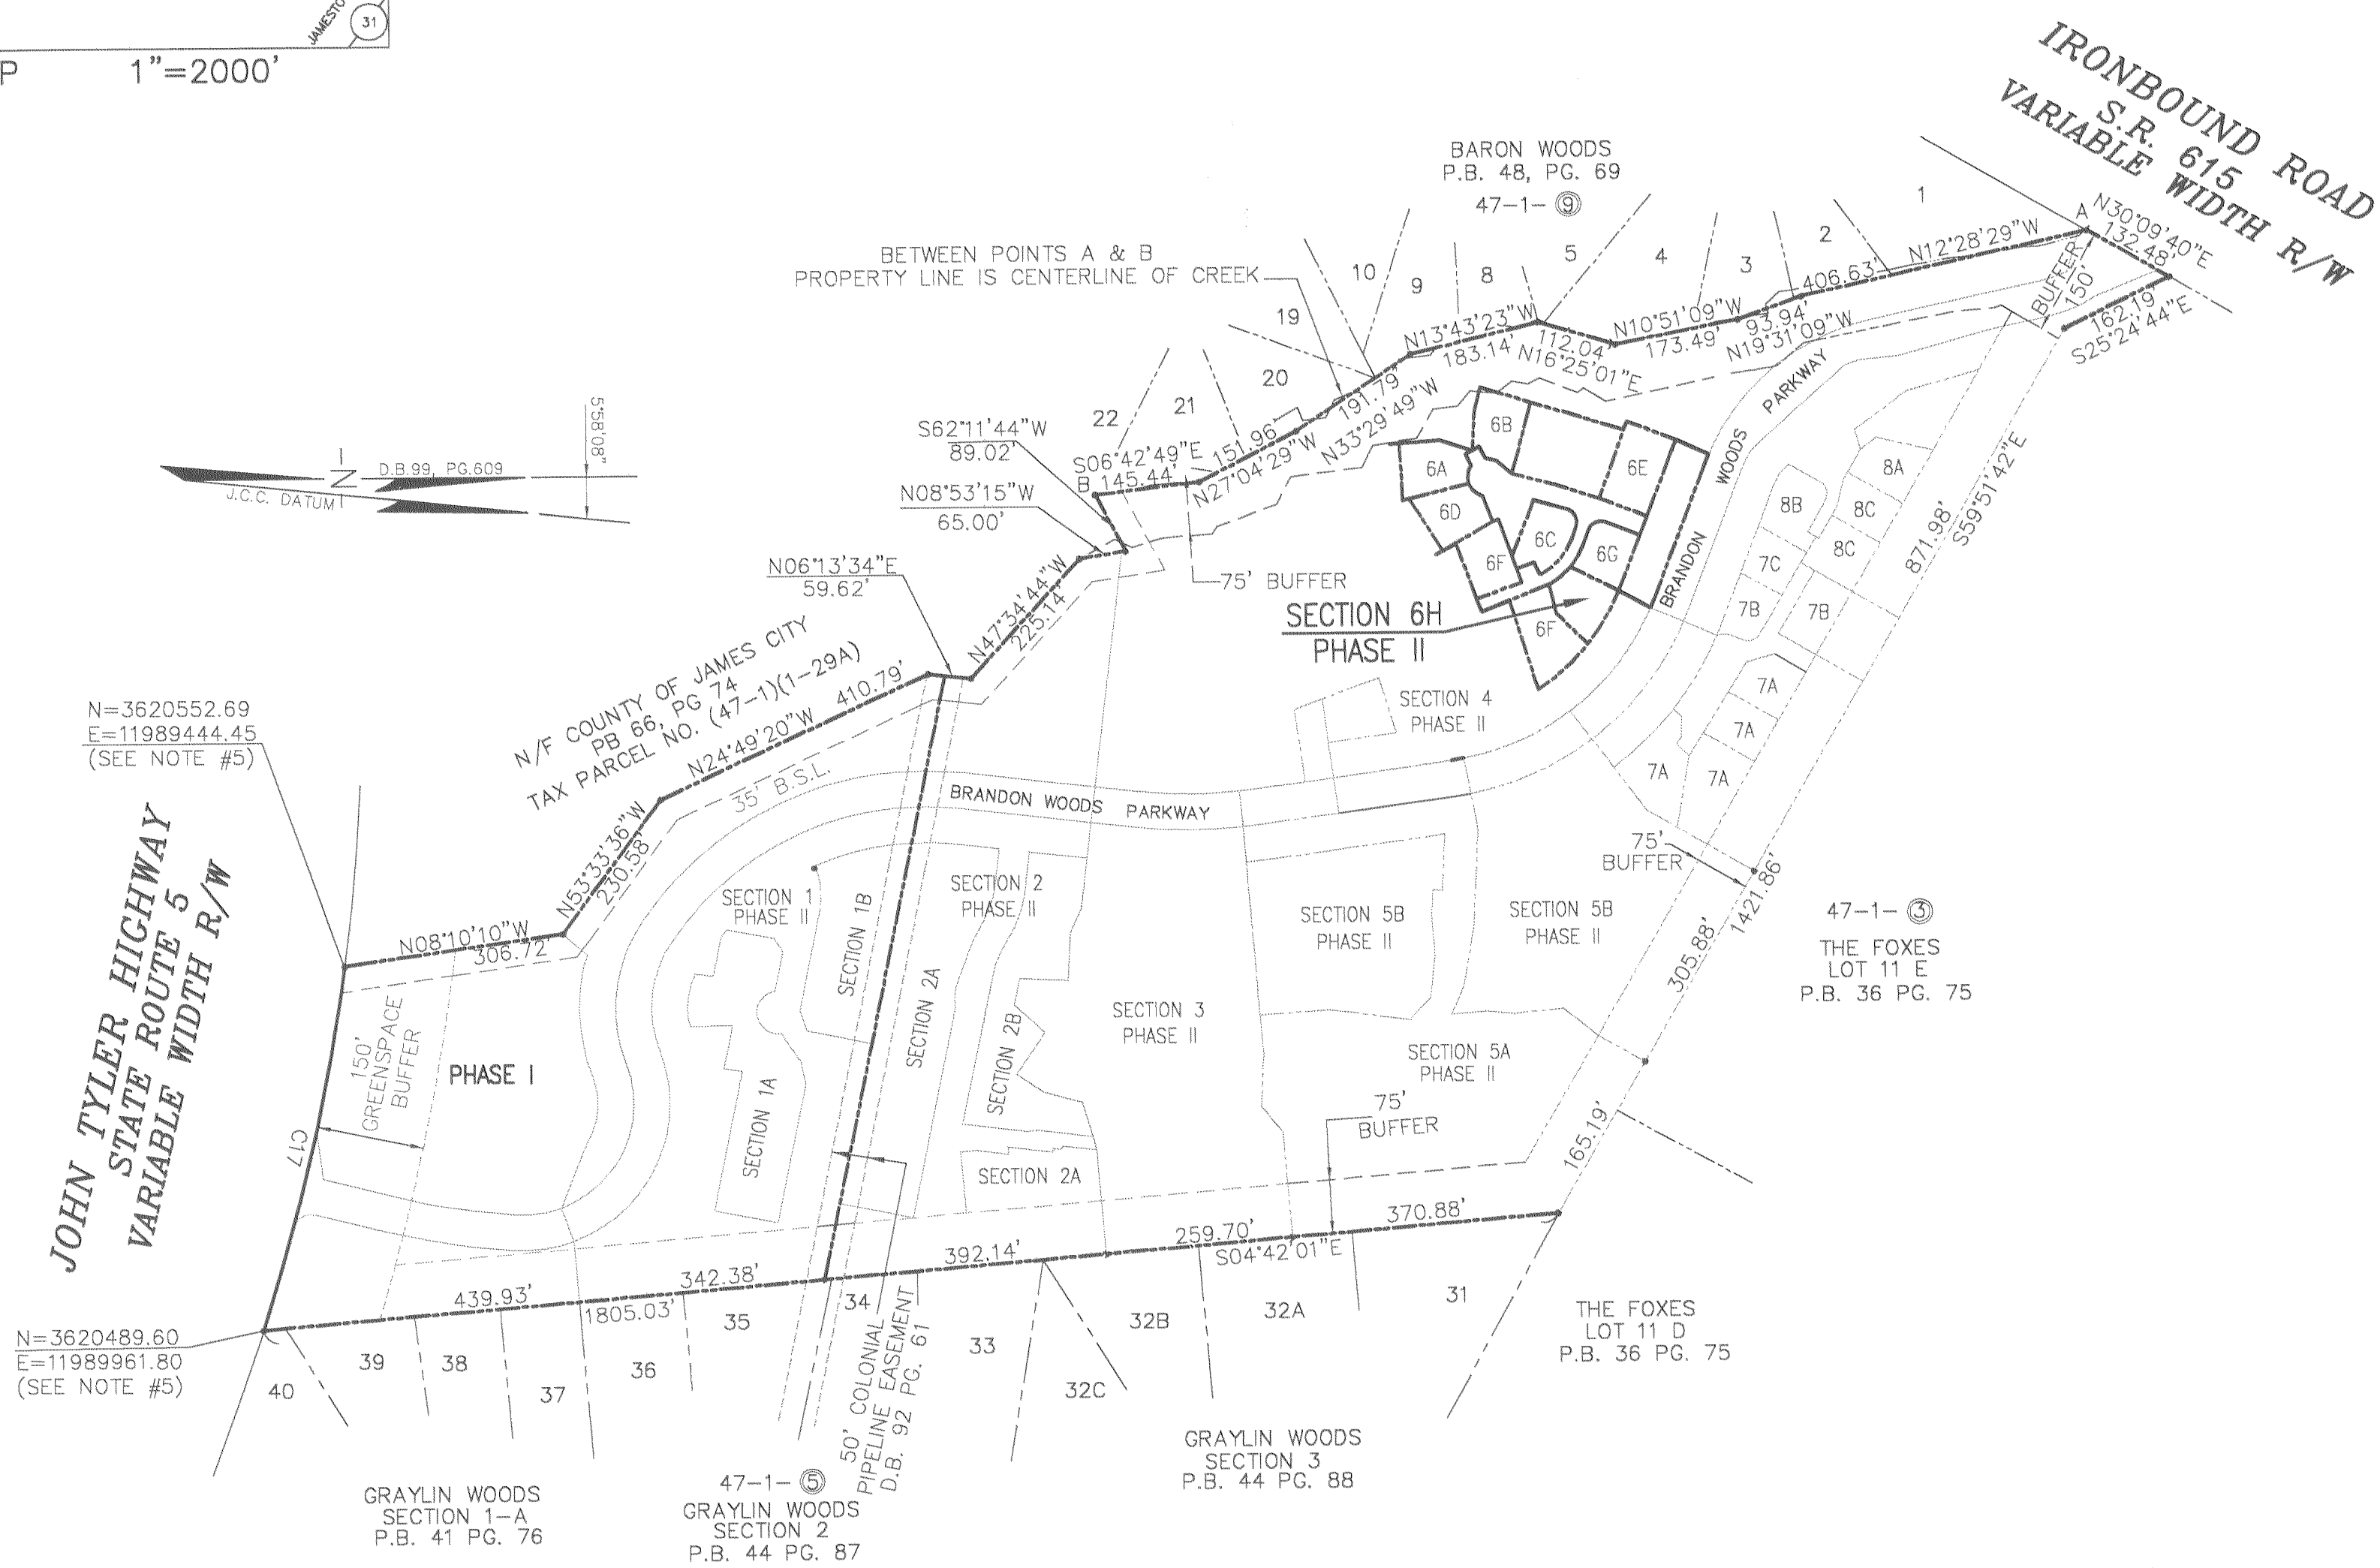 JAMESTO
31
P 1"=2000'
IRONBOUND ROAD
S.R. 615
VARIABLE WIDTH R/W
BARON WOODS
P.B. 48, PG. 69
47-1- 9
BETWEEN POINTS A & B
PROPERTY LINE IS CENTERLINE OF CREEK
1
2
3
4
5
8
9
10
19
20
21
22
A
N30°09'40"E
132.48'
BUFFER
150'
162.19'
S25°24'44"E
N12°28'29"W
406.63'
93.94'
N19°31'09"W
N10°51'09"W
173.49'
112.04'
N16°25'01"E
N13°43'23"W
183.14'
191.79'
N33°29'49"W
151.96'
N27°04'29"W
S06°42'49"E
B 145.44'
S62°11'44"W
89.02'
N08°53'15"W
65.00'
N06°13'34"E
59.62'
N47°34'44"W
225.14'
75' BUFFER
5°58'08"
N
D.B.99, PG.609
J.C.C. DATUM
6A
6B
6C
6D
6E
6F
6G
6F
SECTION 6H
PHASE II
BRANDON WOODS PARKWAY
8A
8B
8C
8C
7C
7B
7B
7A
7A
7A
7A
871.98'
S59°51'42"E
N/F COUNTY OF JAMES CITY
PB 66, PG 74
TAX PARCEL NO. (47-1)(1-29A)
N24°49'20"W 410.79'
35' B.S.L.
N53°33'36"W
230.58'
N=3620552.69
E=11989444.45
(SEE NOTE #5)
JOHN TYLER HIGHWAY
STATE ROUTE 5
VARIABLE WIDTH R/W
N08°10'10"W
306.72'
150'
GREENSPACE
BUFFER
PHASE I
C17
BRANDON WOODS PARKWAY
SECTION 4
PHASE II
SECTION 1
PHASE II
SECTION 1B
SECTION 1A
SECTION 2
PHASE II
SECTION 2A
SECTION 2B
SECTION 2A
SECTION 3
PHASE II
SECTION 5B
PHASE II
SECTION 5B
PHASE II
SECTION 5A
PHASE II
75'
BUFFER
75'
BUFFER
1421.86'
305.88'
165.19'
47-1- 3
THE FOXES
LOT 11 E
P.B. 36 PG. 75
439.93'
342.38'
1805.03'
392.14'
259.70'
S04°42'01"E
370.88'
N=3620489.60
E=11989961.80
(SEE NOTE #5)
40
39
38
37
36
35
34
33
32C
32B
32A
31
50' COLONIAL
PIPELINE EASEMENT
D.B. 92 PG. 61
THE FOXES
LOT 11 D
P.B. 36 PG. 75
GRAYLIN WOODS
SECTION 1-A
P.B. 41 PG. 76
47-1- 5
GRAYLIN WOODS
SECTION 2
P.B. 44 PG. 87
GRAYLIN WOODS
SECTION 3
P.B. 44 PG. 88